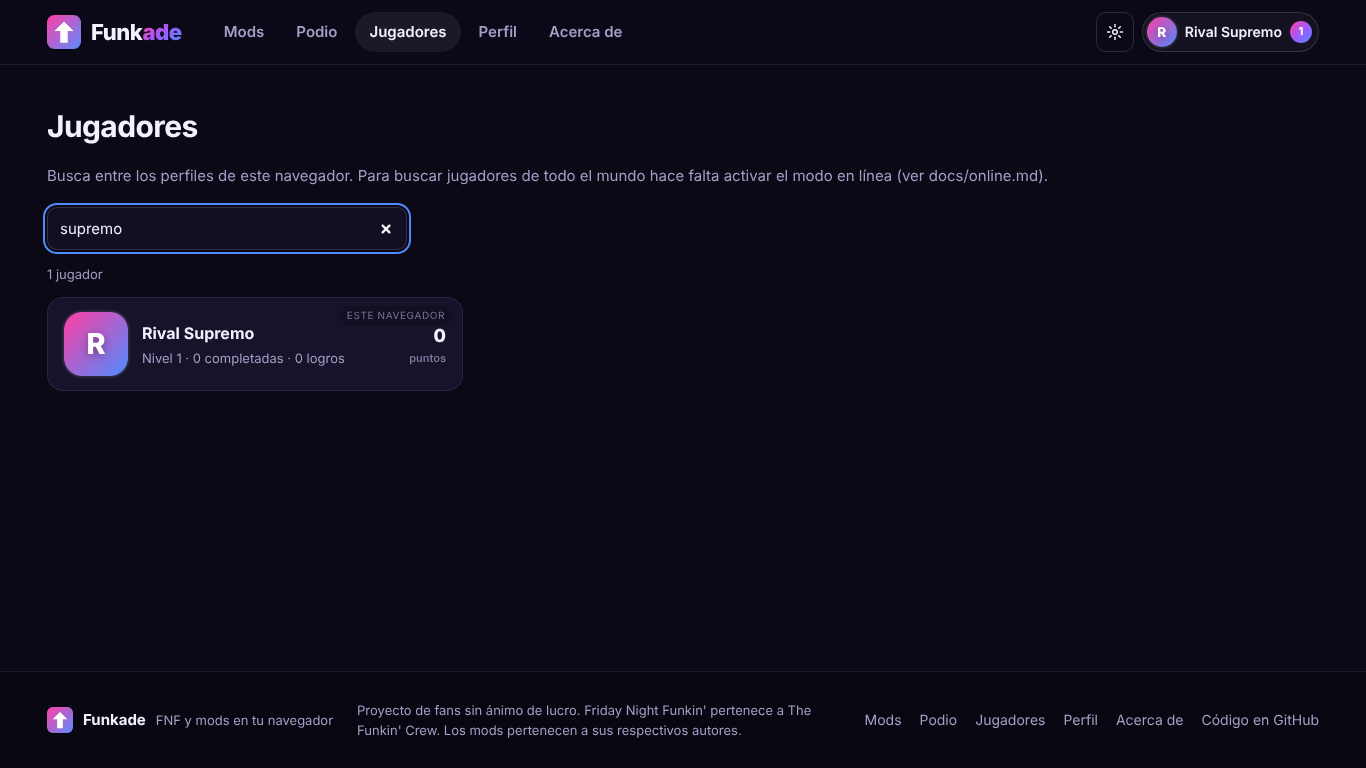 Funkade
Mods
Podio
Jugadores
Perfil
Acerca de
R
Rival Supremo
1
Jugadores
Busca entre los perfiles de este navegador. Para buscar jugadores de todo el mundo hace falta activar el modo en línea (ver docs/online.md).
supremo
1 jugador
ESTE NAVEGADOR
R
Rival Supremo
0
Nivel 1 · 0 completadas · 0 logros
puntos
Funkade
FNF y mods en tu navegador
Proyecto de fans sin ánimo de lucro. Friday Night Funkin' pertenece a The
Funkin' Crew. Los mods pertenecen a sus respectivos autores.
Mods
Podio
Jugadores
Perfil
Acerca de
Código en GitHub